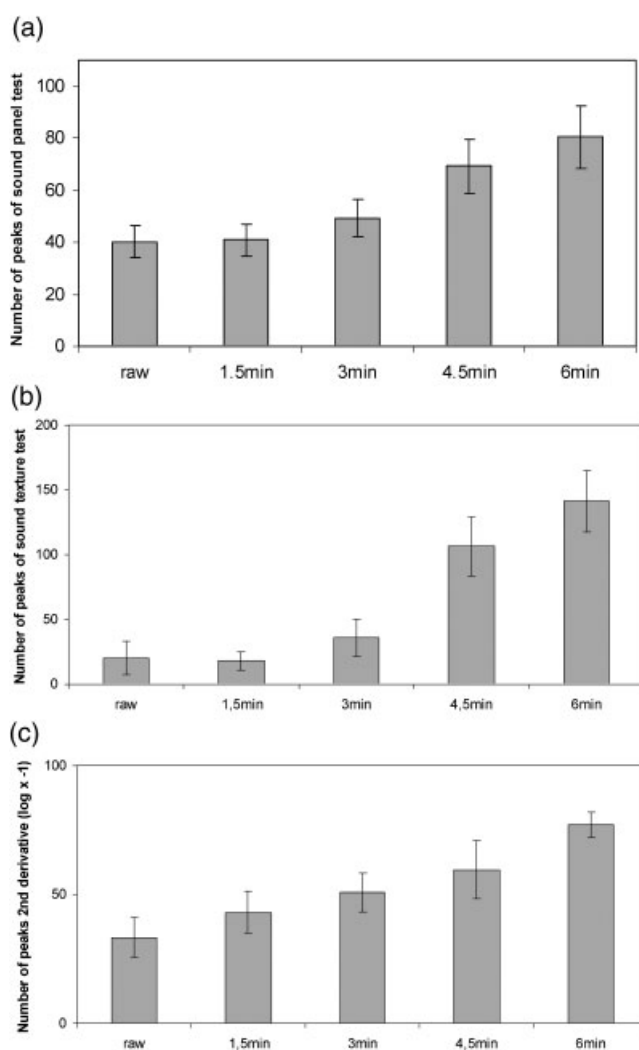 (a)
Number of peaks of sound panel test
100
80
60
40
20
0
raw 1.5min 3min 4.5min 6min
(b)
Number of peaks of sound texture test
200
150
100
50
0
raw 1,5min 3min 4,5min 6min
(c)
Number of peaks 2nd derivative (log x -1)
100
50
0
raw 1,5min 3min 4,5min 6min